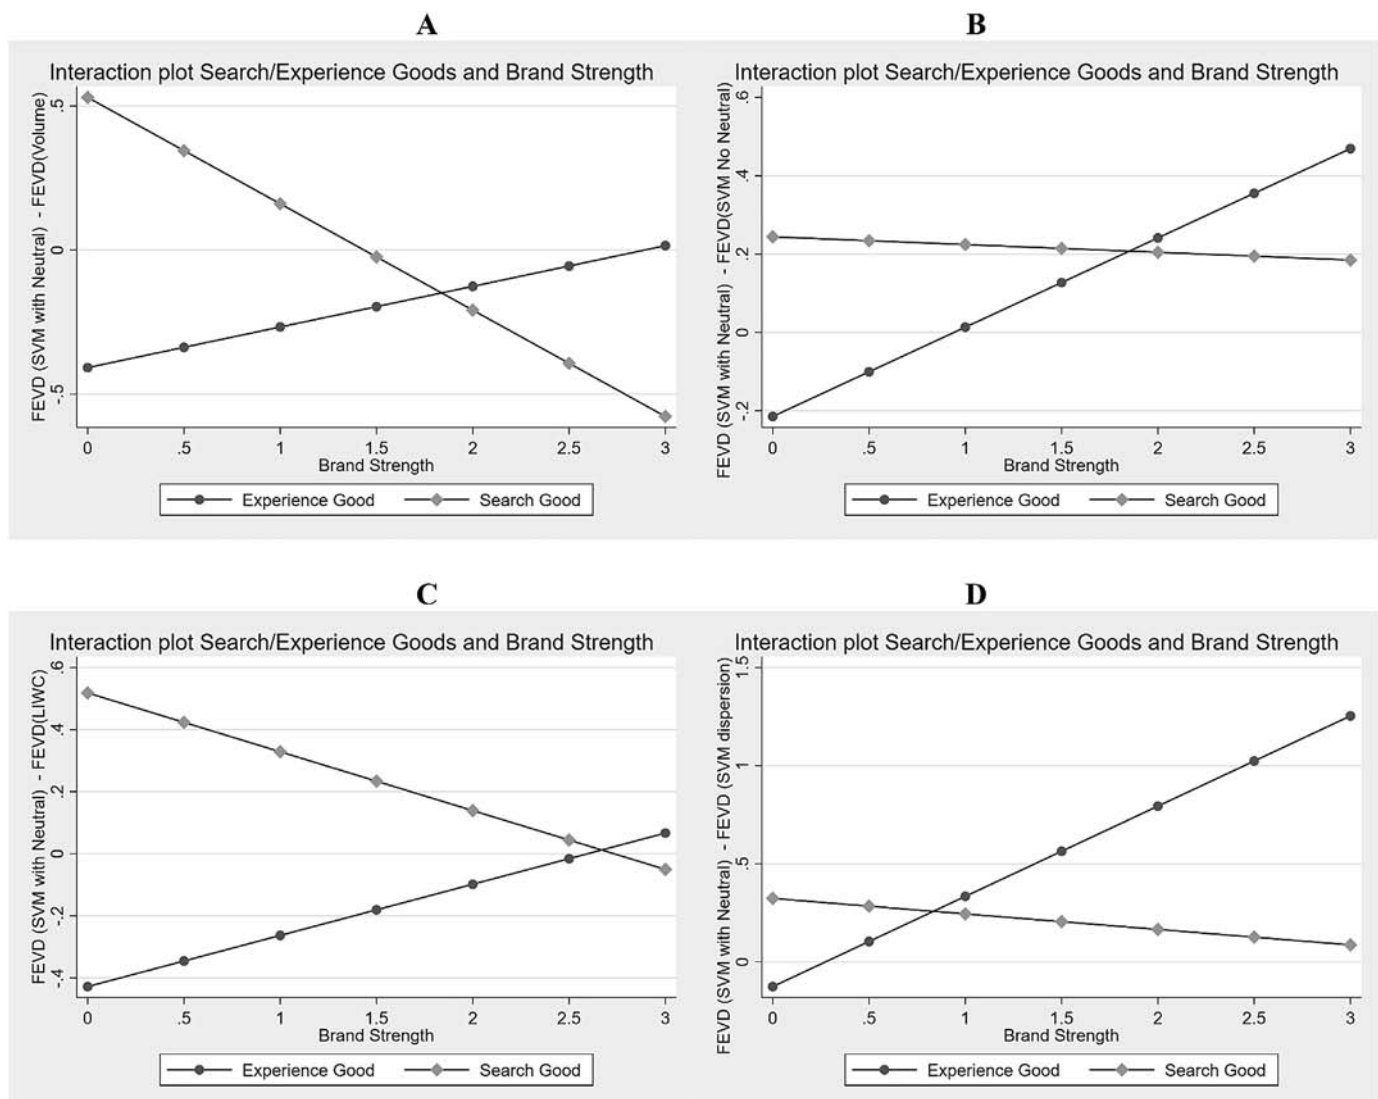 A
Interaction plot Search/Experience Goods and Brand Strength
FEVD (SVM with Neutral) - FEVD(Volume)
.5
0
-.5
0 .5 1 1.5 2 2.5 3
Brand Strength
Experience Good Search Good
B
Interaction plot Search/Experience Goods and Brand Strength
FEVD (SVM with Neutral) - FEVD(SVM No Neutral)
.6
.4
.2
0
-.2
0 .5 1 1.5 2 2.5 3
Brand Strength
Experience Good Search Good
C
Interaction plot Search/Experience Goods and Brand Strength
FEVD (SVM with Neutral) - FEVD(LIWC)
.6
.4
.2
0
-.2
-.4
0 .5 1 1.5 2 2.5 3
Brand Strength
Experience Good Search Good
D
Interaction plot Search/Experience Goods and Brand Strength
FEVD (SVM with Neutral) - FEVD (SVM dispersion)
1.5
1
.5
0
0 .5 1 1.5 2 2.5 3
Brand Strength
Experience Good Search Good